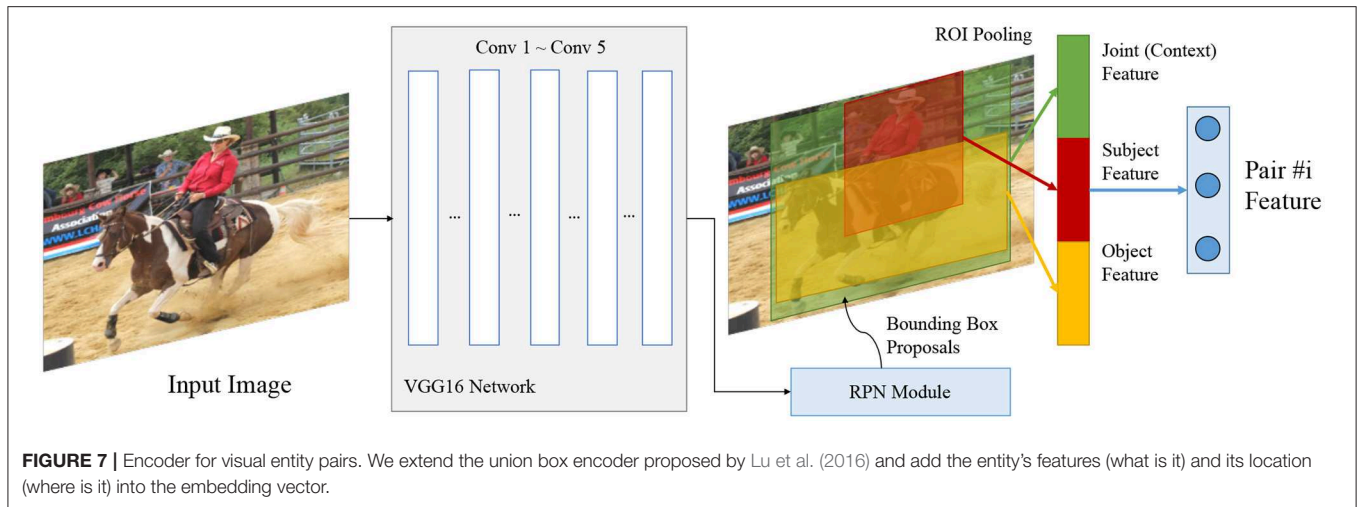 Conv 1 ~ Conv 5
...
...
...
...
...
VGG16 Network
Input Image
Association
WWW.LCH
ROI Pooling
Bounding Box
Proposals
RPN Module
Joint (Context)
Feature
Subject
Feature
Object
Feature
Pair #i
Feature
FIGURE 7 | Encoder for visual entity pairs. We extend the union box encoder proposed by Lu et al. (2016) and add the entity's features (what is it) and its location
(where is it) into the embedding vector.